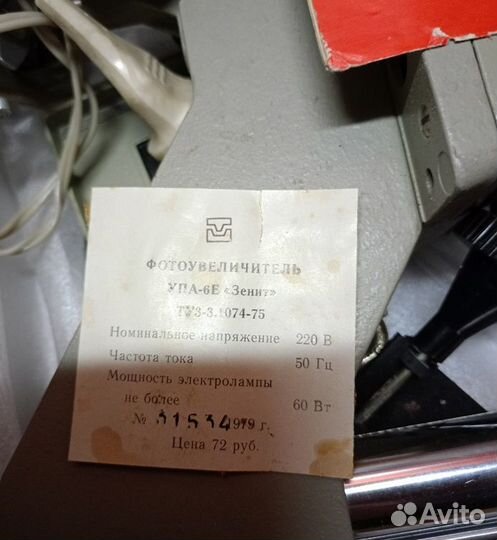 ФОТОУВЕЛИЧИТЕЛЬ
УПА-6Е «Зенит»
ТУ3-3.1074-75
Номинальное напряжение 220 В
Частота тока 50 Гц
Мощность электролампы
не более 60 Вт
№ 31534 1979 г.
Цена 72 руб.
Avito